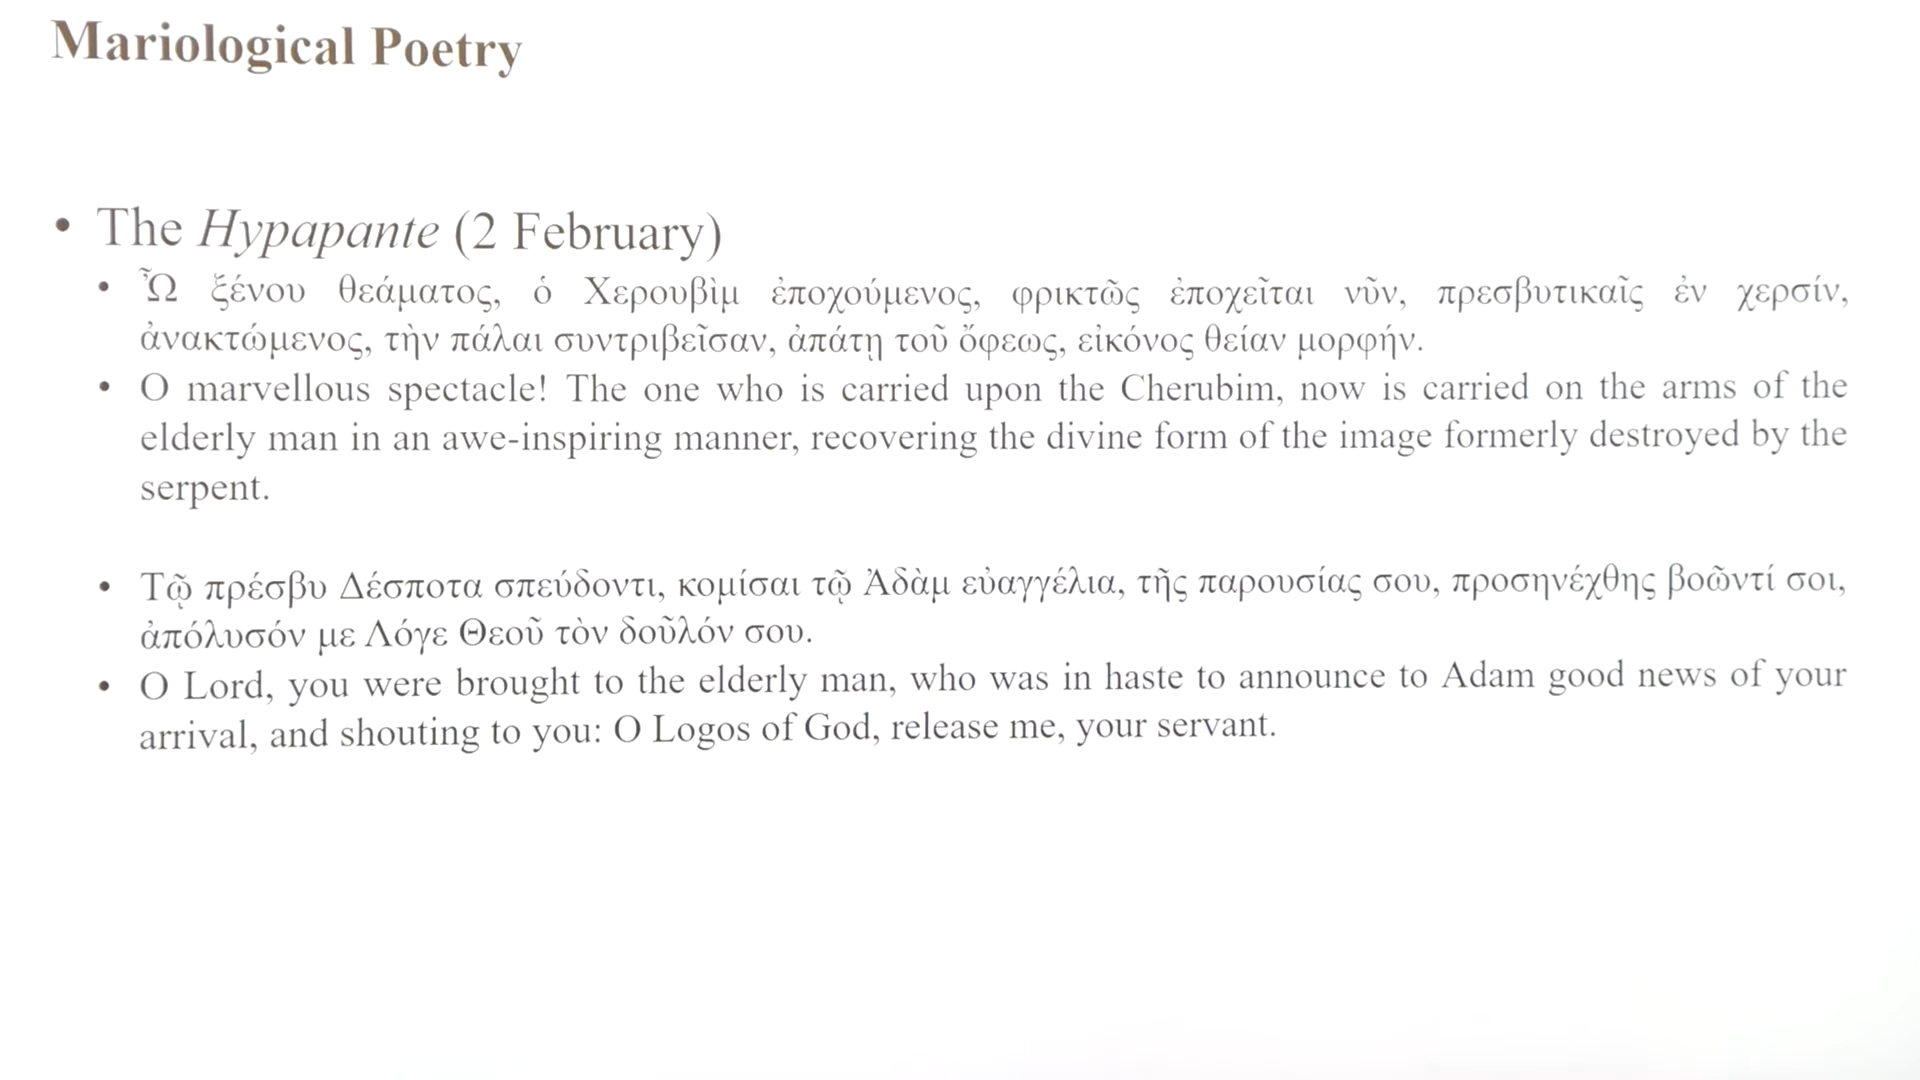 Mariological Poetry
• The Hypapante (2 February)
• Ὦ ξένου θεάματος, ὁ Χερουβὶμ ἐποχούμενος, φρικτῶς ἐποχεῖται νῦν, πρεσβυτικαῖς ἐν χερσίν,
ἀνακτώμενος, τὴν πάλαι συντριβεῖσαν, ἀπάτῃ τοῦ ὄφεως, εἰκόνος θείαν μορφήν.
• O marvellous spectacle! The one who is carried upon the Cherubim, now is carried on the arms of the
elderly man in an awe-inspiring manner, recovering the divine form of the image formerly destroyed by the
serpent.
• Τῷ πρέσβυ Δέσποτα σπεύδοντι, κομίσαι τῷ Ἀδὰμ εὐαγγέλια, τῆς παρουσίας σου, προσηνέχθης βοῶντί σοι,
ἀπόλυσόν με Λόγε Θεοῦ τὸν δοῦλόν σου.
• O Lord, you were brought to the elderly man, who was in haste to announce to Adam good news of your
arrival, and shouting to you: O Logos of God, release me, your servant.